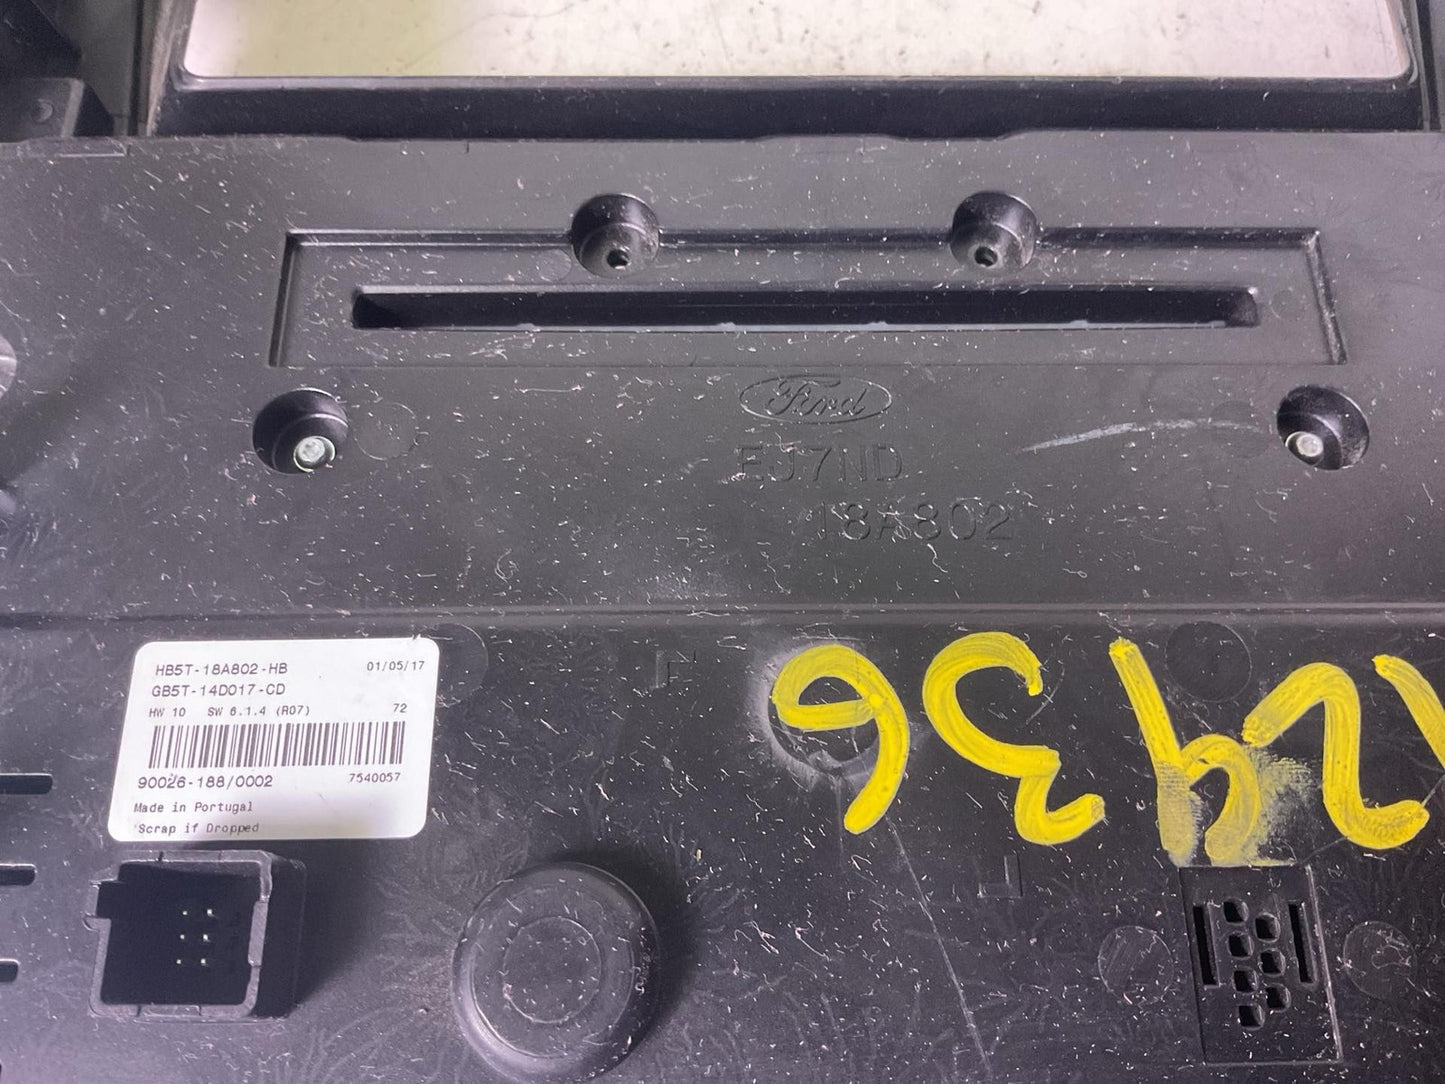 Ford
EJ7ND
18A802
HB5T-18A802-HB 01/05/17
GB5T-14D017-CD
HW 10 SW 6.1.4 (R07) 72
90026-188/0002 7540057
Made in Portugal
*Scrap if Dropped
12436